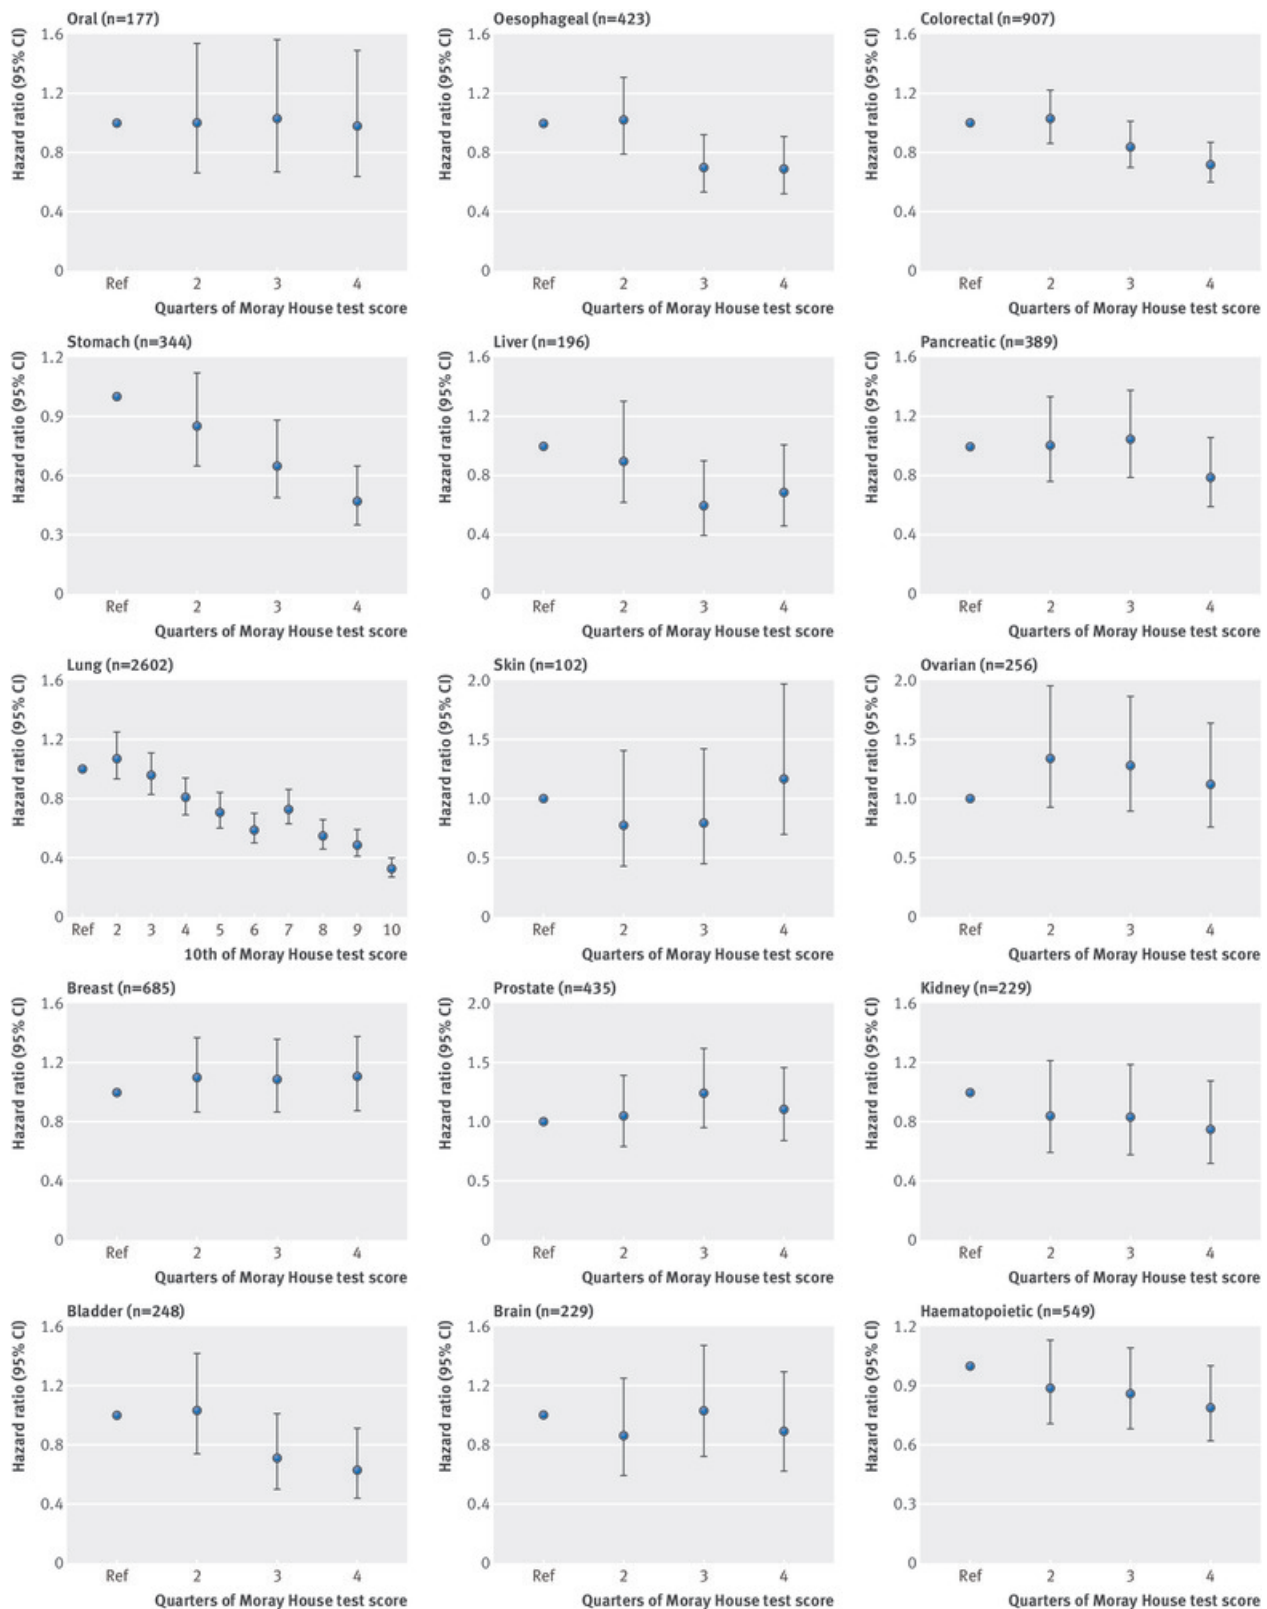 Oral (n=177)
Hazard ratio (95% CI)
1.6
1.2
0.8
0.4
0
Ref 2 3 4
Quarters of Moray House test score
Oesophageal (n=423)
Hazard ratio (95% CI)
1.6
1.2
0.8
0.4
0
Ref 2 3 4
Quarters of Moray House test score
Colorectal (n=907)
Hazard ratio (95% CI)
1.6
1.2
0.8
0.4
0
Ref 2 3 4
Quarters of Moray House test score
Stomach (n=344)
Hazard ratio (95% CI)
1.2
0.9
0.6
0.3
0
Ref 2 3 4
Quarters of Moray House test score
Liver (n=196)
Hazard ratio (95% CI)
1.6
1.2
0.8
0.4
0
Ref 2 3 4
Quarters of Moray House test score
Pancreatic (n=389)
Hazard ratio (95% CI)
1.6
1.2
0.8
0.4
0
Ref 2 3 4
Quarters of Moray House test score
Lung (n=2602)
Hazard ratio (95% CI)
1.6
1.2
0.8
0.4
0
Ref 2 3 4 5 6 7 8 9 10
10th of Moray House test score
Skin (n=102)
Hazard ratio (95% CI)
2.0
1.5
1.0
0.5
0
Ref 2 3 4
Quarters of Moray House test score
Ovarian (n=256)
Hazard ratio (95% CI)
2.0
1.5
1.0
0.5
0
Ref 2 3 4
Quarters of Moray House test score
Breast (n=685)
Hazard ratio (95% CI)
1.6
1.2
0.8
0.4
0
Ref 2 3 4
Quarters of Moray House test score
Prostate (n=435)
Hazard ratio (95% CI)
2.0
1.5
1.0
0.5
0
Ref 2 3 4
Quarters of Moray House test score
Kidney (n=229)
Hazard ratio (95% CI)
1.6
1.2
0.8
0.4
0
Ref 2 3 4
Quarters of Moray House test score
Bladder (n=248)
Hazard ratio (95% CI)
1.6
1.2
0.8
0.4
0
Ref 2 3 4
Quarters of Moray House test score
Brain (n=229)
Hazard ratio (95% CI)
1.6
1.2
0.8
0.4
0
Ref 2 3 4
Quarters of Moray House test score
Haematopoietic (n=549)
Hazard ratio (95% CI)
1.2
0.9
0.6
0.3
0
Ref 2 3 4
Quarters of Moray House test score